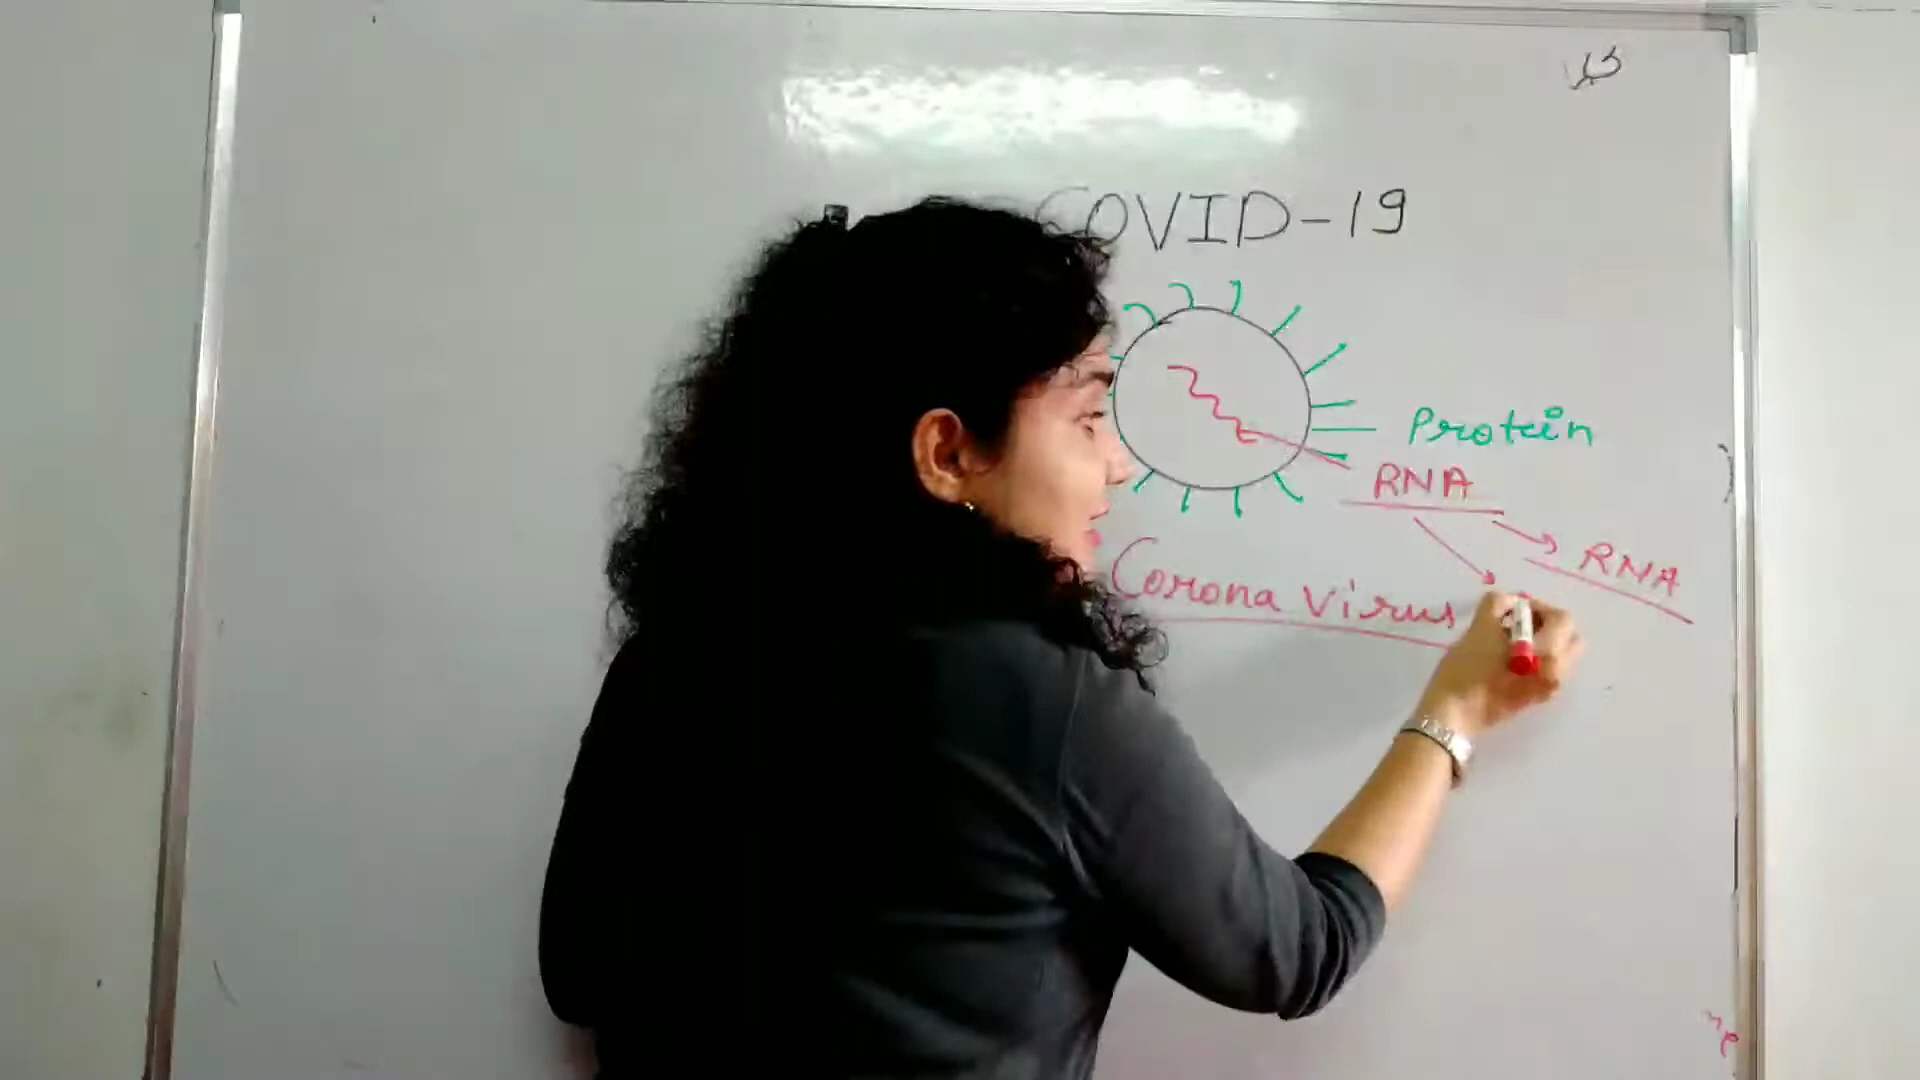 COVID-19
Protein
RNA
RNA
Corona Virus